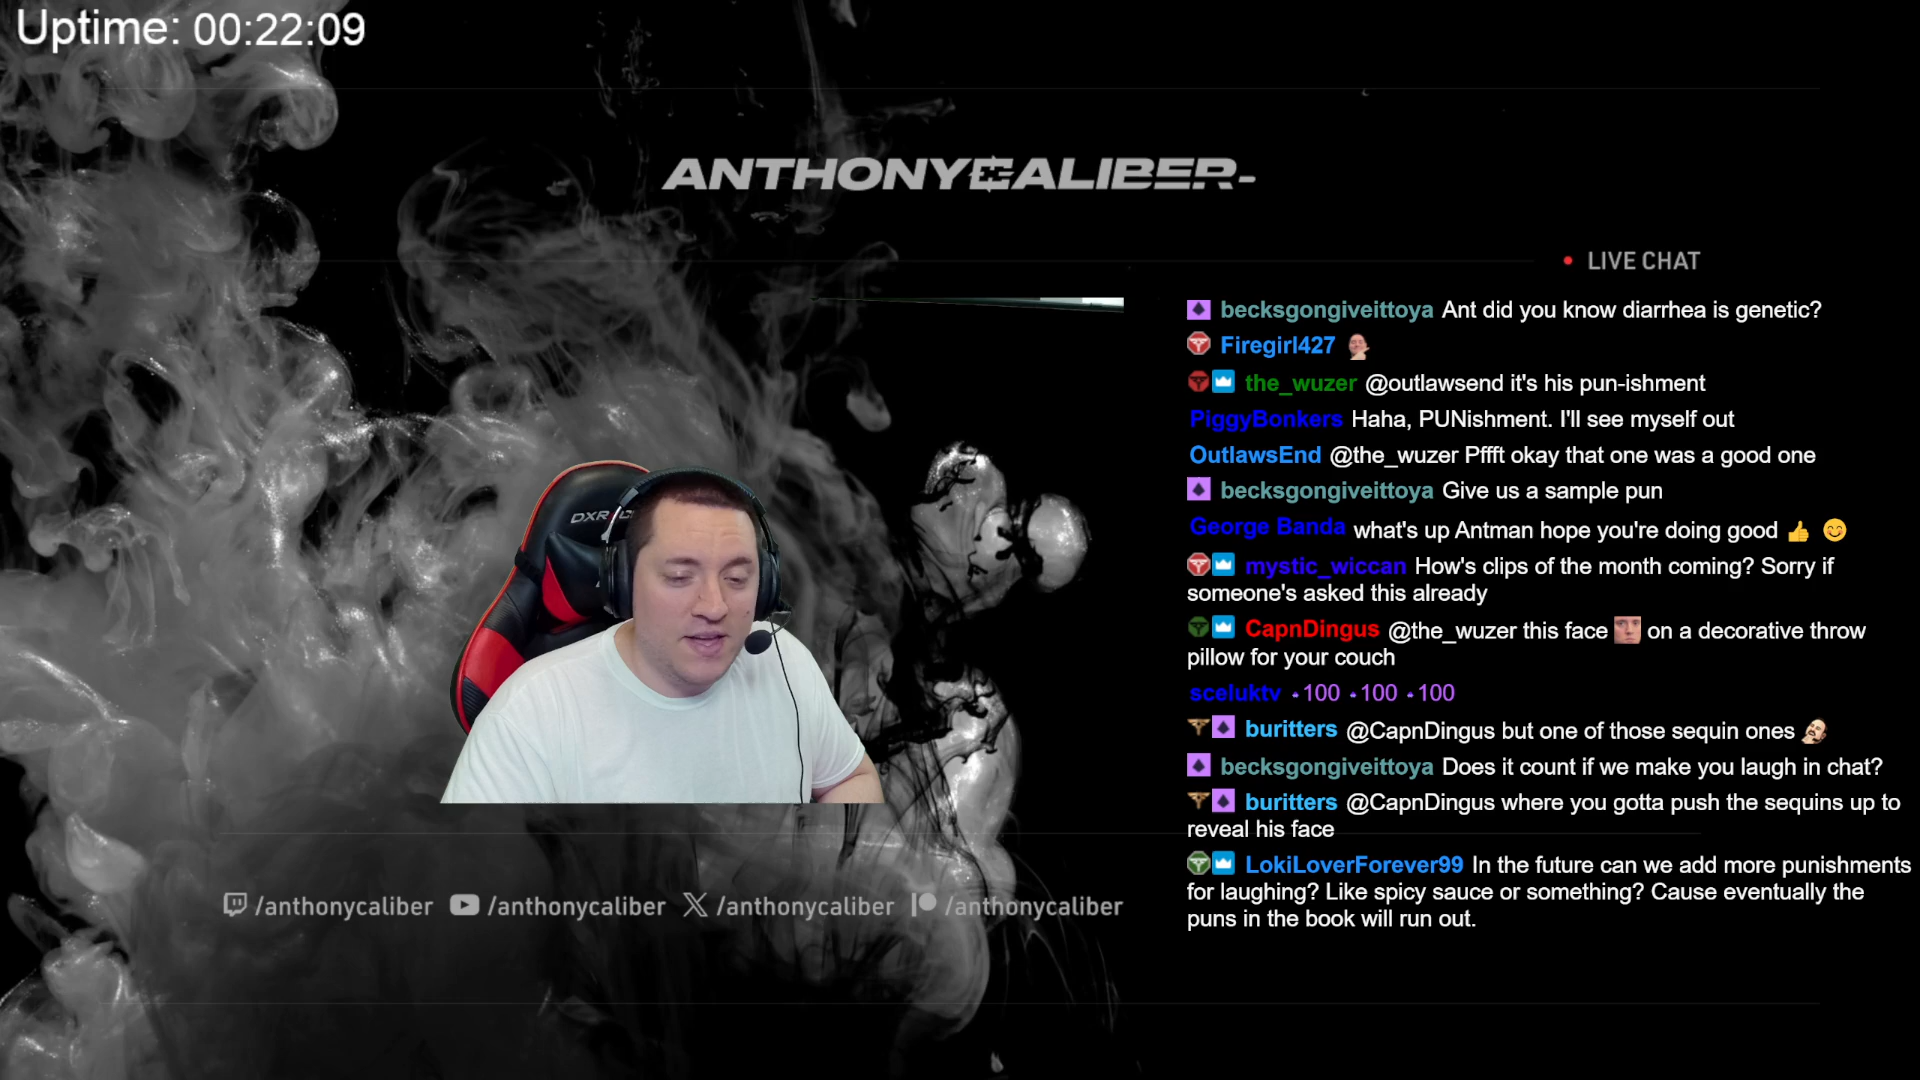 Uptime: 00:22:09
ANTHONYCALIBER-
LIVE CHAT
becksgongiveittoya Ant did you know diarrhea is genetic?
Firegirl427
the_wuzer @outlawsend it's his pun-ishment
PiggyBonkers Haha, PUNishment. I'll see myself out
OutlawsEnd @the_wuzer Pffft okay that one was a good one
becksgongiveittoya Give us a sample pun
George Banda what's up Antman hope you're doing good 👍 😊
mystic_wiccan How's clips of the month coming? Sorry if
someone's asked this already
CapnDingus @the_wuzer this face on a decorative throw
pillow for your couch
sceluktv 100 100 100
buritters @CapnDingus but one of those sequin ones
becksgongiveittoya Does it count if we make you laugh in chat?
buritters @CapnDingus where you gotta push the sequins up to
reveal his face
LokiLoverForever99 In the future can we add more punishments
for laughing? Like spicy sauce or something? Cause eventually the
puns in the book will run out.
/anthonycaliber /anthonycaliber /anthonycaliber /anthonycaliber